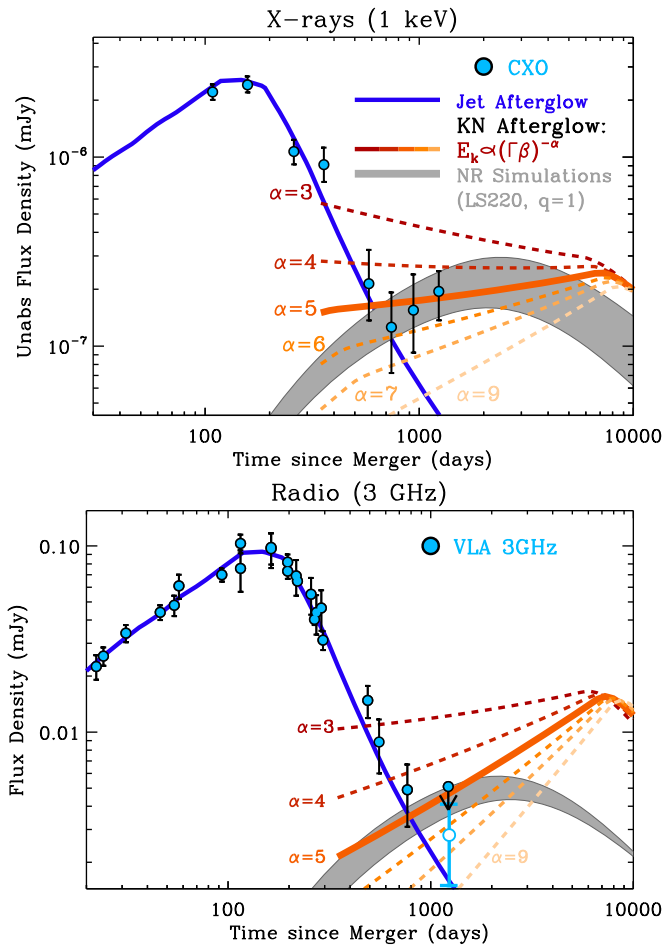 X-rays (1 keV)
CXO
Jet Afterglow
KN Afterglow:
E_k∝(Γβ)^-α
NR Simulations
(LS220, q=1)
α=3
α=4
α=5
α=6
α=7
α=9
10^-6
10^-7
Unabs Flux Density (mJy)
100
1000
10000
Time since Merger (days)
Radio (3 GHz)
VLA 3GHz
0.10
0.01
Flux Density (mJy)
α=3
α=4
α=5
α=9
100
1000
10000
Time since Merger (days)